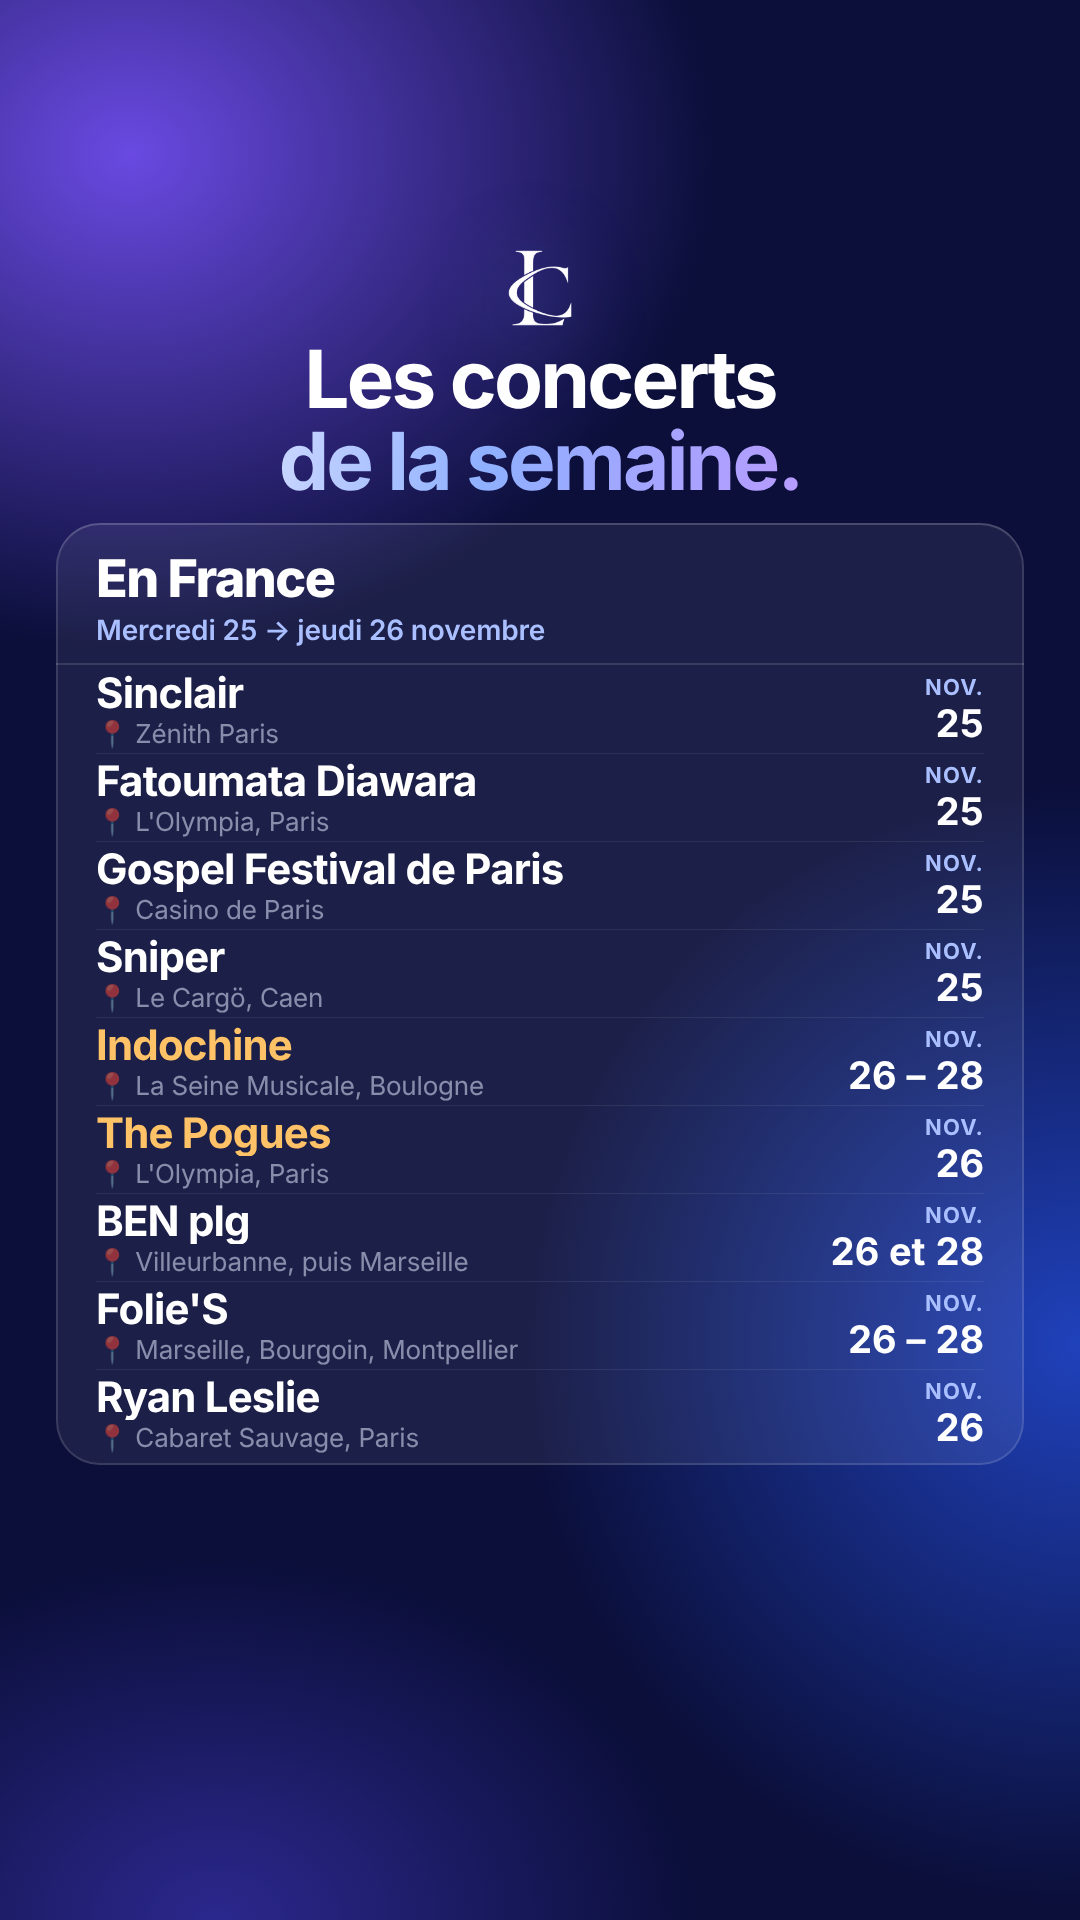 LC
Les concerts
de la semaine.
En France
Mercredi 25 → jeudi 26 novembre
Sinclair
Zénith Paris
NOV.
25
Fatoumata Diawara
L'Olympia, Paris
NOV.
25
Gospel Festival de Paris
Casino de Paris
NOV.
25
Sniper
Le Cargö, Caen
NOV.
25
Indochine
La Seine Musicale, Boulogne
NOV.
26 – 28
The Pogues
L'Olympia, Paris
NOV.
26
BEN plg
Villeurbanne, puis Marseille
NOV.
26 et 28
Folie'S
Marseille, Bourgoin, Montpellier
NOV.
26 – 28
Ryan Leslie
Cabaret Sauvage, Paris
NOV.
26